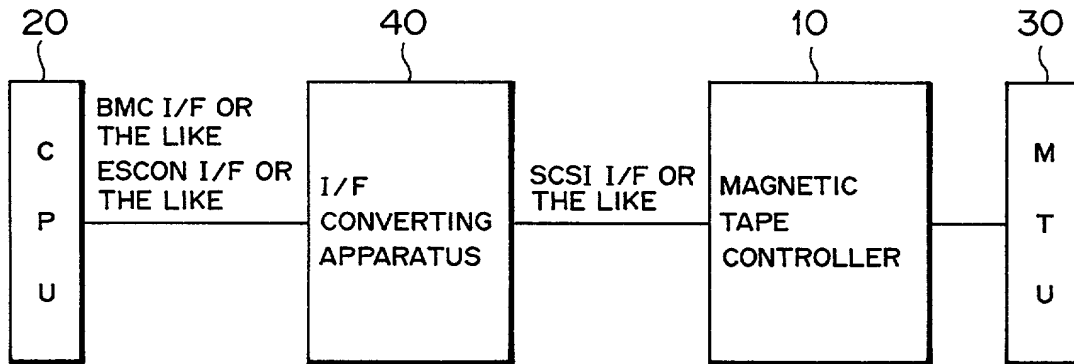 20
40
10
30
C
P
U
BMC I/F OR
THE LIKE
ESCON I/F OR
THE LIKE
I/F
CONVERTING
APPARATUS
SCSI I/F OR
THE LIKE
MAGNETIC
TAPE
CONTROLLER
M
T
U